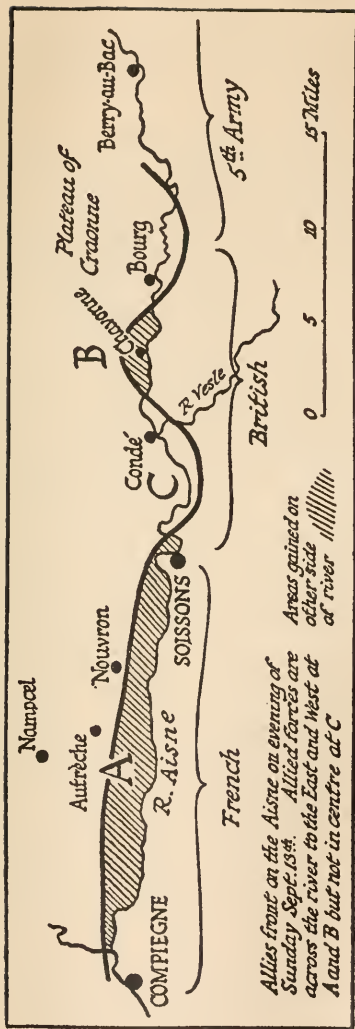 Nampcel
Autrèche
Nouvron
A
COMPIEGNE
R. Aisne
SOISSONS
Condé
C
B
Chavonne
R Vesle
Plateau of
Craonne
Bourg
Berry-au-Bac
French
British
5th Army
Allies front on the Aisne on evening of
Sunday Sept. 13th. Allied forces are
across the river to the East and West at
A and B but not in centre at C
Areas gained on
other side
of river
0 5 10 15 Miles